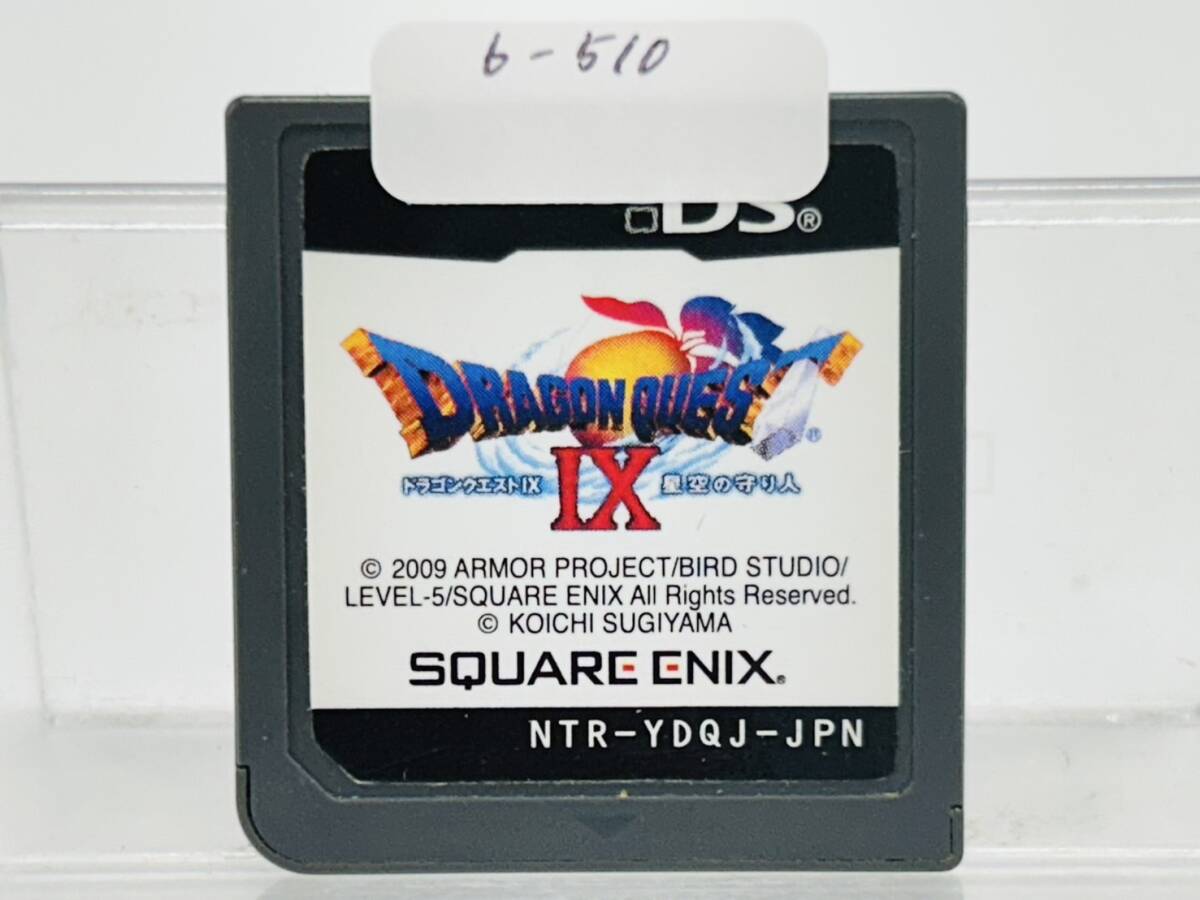 6-510
DS®
DRAGON QUEST®
IX
ドラゴンクエストIX 星空の守り人
© 2009 ARMOR PROJECT/BIRD STUDIO/
LEVEL-5/SQUARE ENIX All Rights Reserved.
© KOICHI SUGIYAMA
SQUARE ENIX®
NTR-YDQJ-JPN